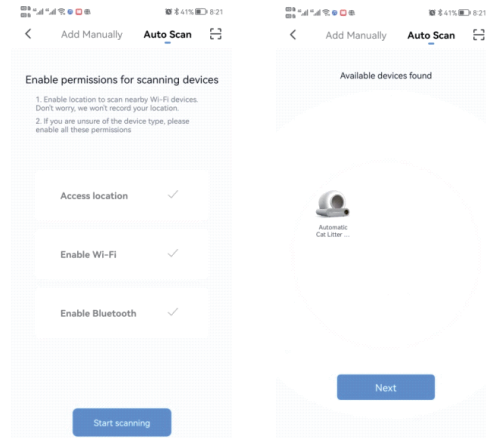 41% 8:21
Add Manually Auto Scan
Enable permissions for scanning devices
1. Enable location to scan nearby Wi-Fi devices.
Don't worry, we won't record your location.
2. If you are unsure of the device type, please
enable all these permissions
Access location
Enable Wi-Fi
Enable Bluetooth
Start scanning
41% 8:21
Add Manually Auto Scan
Available devices found
Automatic
Cat Litter ...
Next